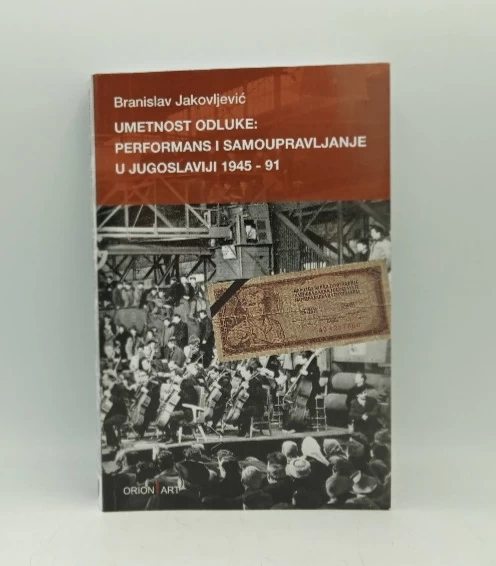 Branislav Jakovljević
UMETNOST ODLUKE:
PERFORMANS I SAMOUPRAVLJANJE
U JUGOSLAVIJI 1945 - 91
ORION ART